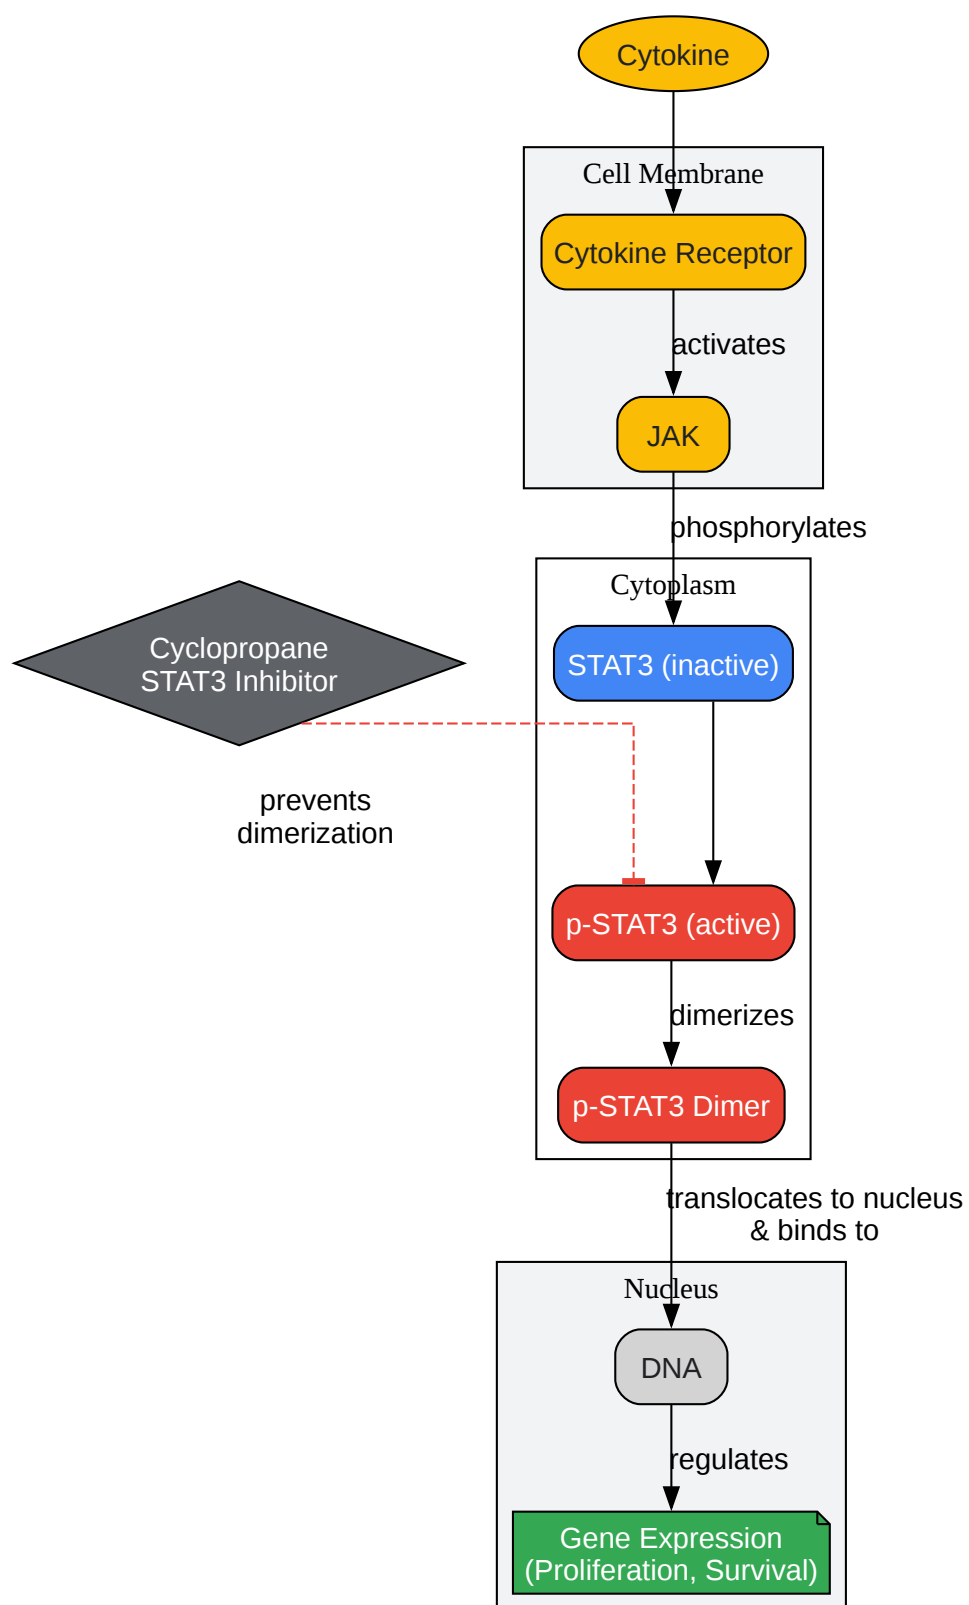 Cytokine
Cell Membrane
Cytokine Receptor
activates
JAK
phosphorylates
Cytoplasm
Cyclopropane
STAT3 Inhibitor
STAT3 (inactive)
prevents
dimerization
p-STAT3 (active)
dimerizes
p-STAT3 Dimer
translocates to nucleus
& binds to
Nucleus
DNA
regulates
Gene Expression
(Proliferation, Survival)